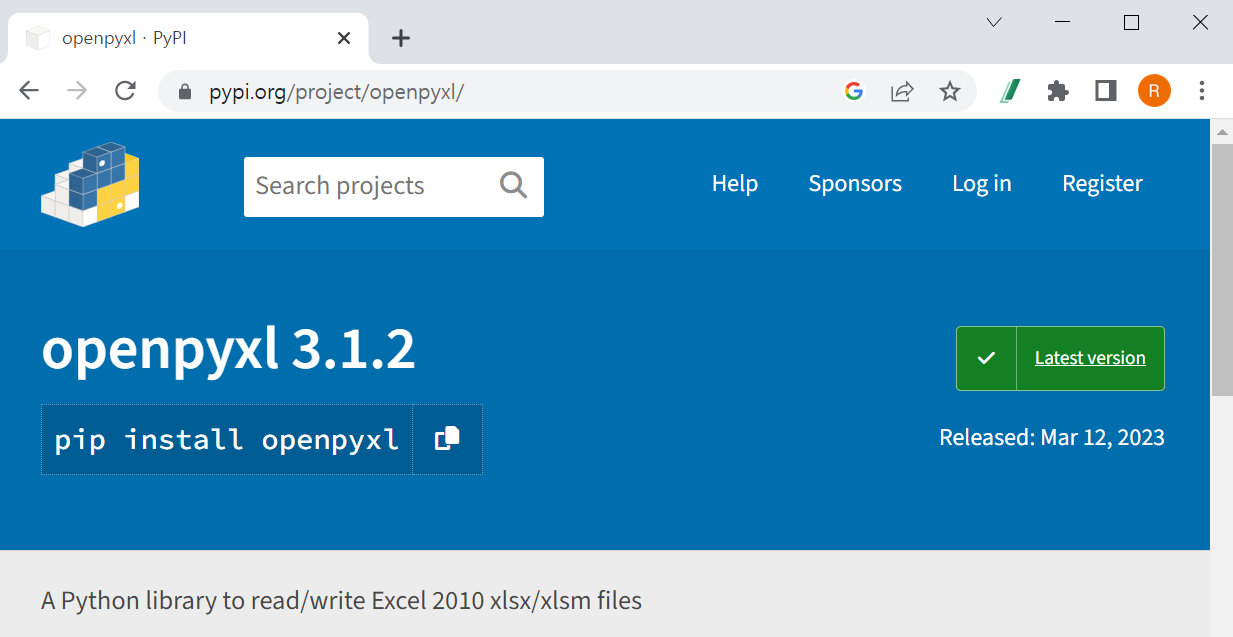 openpyxl · PyPI
pypi.org/project/openpyxl/
R
Search projects
Help Sponsors Log in Register
openpyxl 3.1.2
Latest version
pip install openpyxl
Released: Mar 12, 2023
A Python library to read/write Excel 2010 xlsx/xlsm files